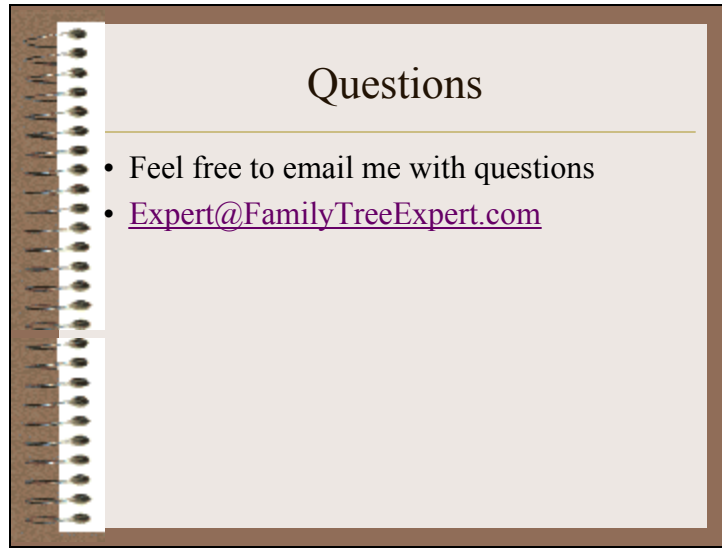 Questions
• Feel free to email me with questions
• Expert@FamilyTreeExpert.com